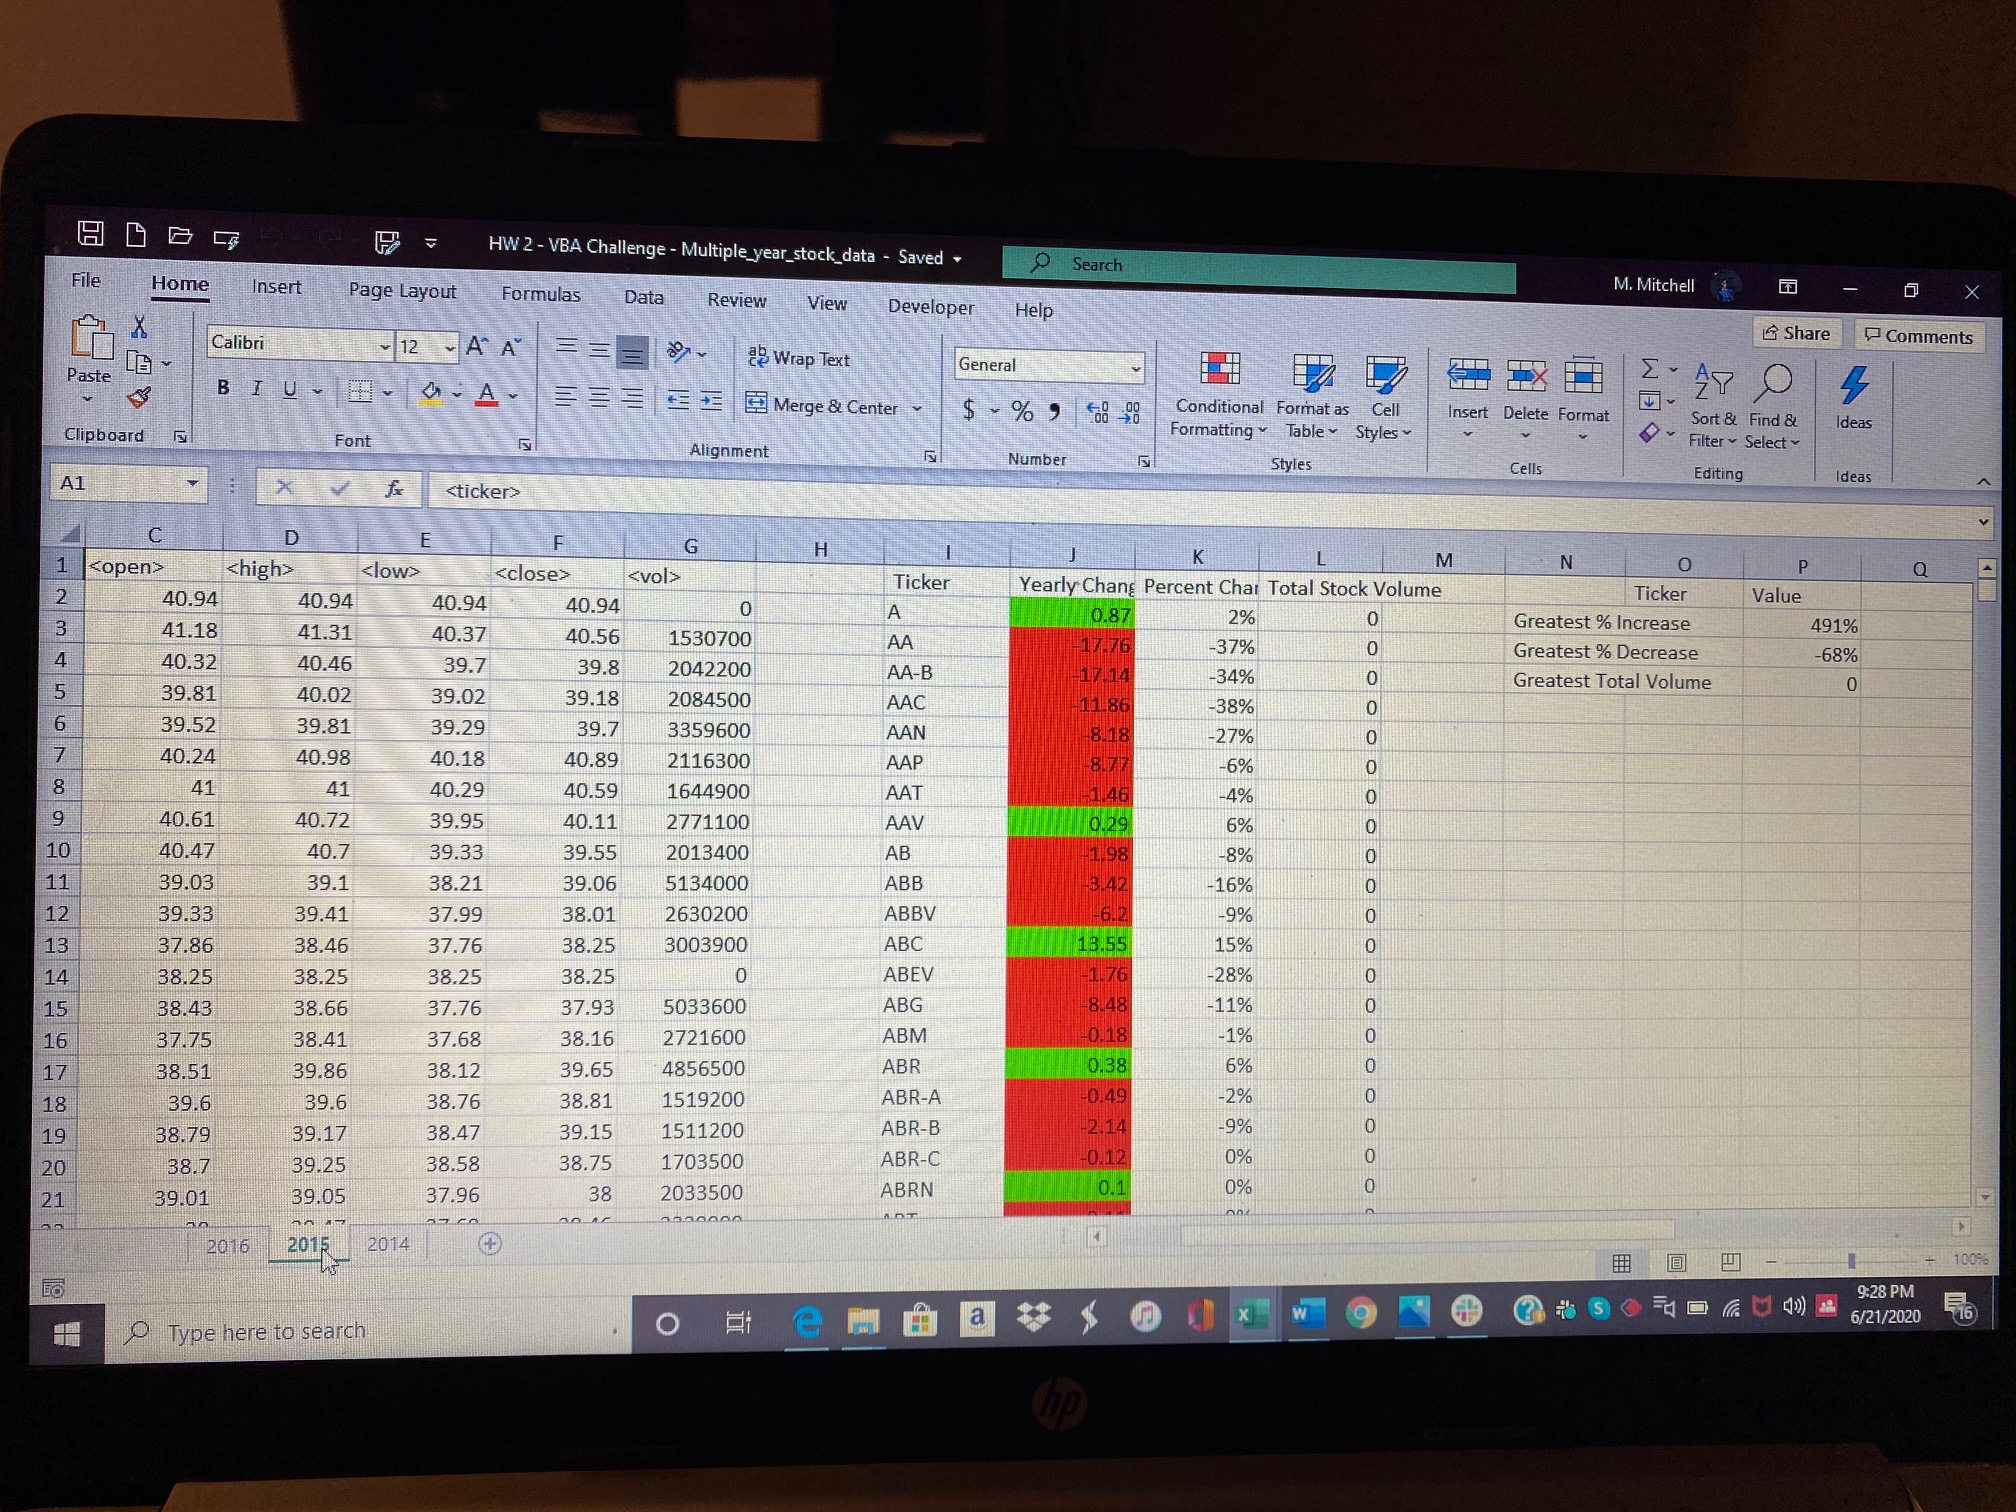 HW 2 - VBA Challenge - Multiple_year_stock_data - Saved Search M. Mitchell
File Home Insert Page Layout Formulas Data Review View Developer Help Share Comments
Paste Calibri 12 Wrap Text General
B I U Merge & Center $ % Conditional Formatting Format as Table Cell Styles Insert Delete Format Sort & Filter Find & Select Ideas
Clipboard Font Alignment Number Styles Cells Editing Ideas
A1 fx <ticker>
C D E F G H I J K L M N O P Q
1 <open> <high> <low> <close> <vol> Ticker Yearly Chang Percent Chai Total Stock Volume Ticker Value
2 40.94 40.94 40.94 40.94 0 A 0.87 2% 0 Greatest % Increase 491%
3 41.18 41.31 40.37 40.56 1530700 AA -17.76 -37% 0 Greatest % Decrease -68%
4 40.32 40.46 39.7 39.8 2042200 AA-B -17.14 -34% 0 Greatest Total Volume 0
5 39.81 40.02 39.02 39.18 2084500 AAC -11.86 -38% 0
6 39.52 39.81 39.29 39.7 3359600 AAN -8.18 -27% 0
7 40.24 40.98 40.18 40.89 2116300 AAP -8.77 -6% 0
8 41 41 40.29 40.59 1644900 AAT -1.46 -4% 0
9 40.61 40.72 39.95 40.11 2771100 AAV 0.29 6% 0
10 40.47 40.7 39.33 39.55 2013400 AB -1.98 -8% 0
11 39.03 39.1 38.21 39.06 5134000 ABB -3.42 -16% 0
12 39.33 39.41 37.99 38.01 2630200 ABBV -6.2 -9% 0
13 37.86 38.46 37.76 38.25 3003900 ABC 13.55 15% 0
14 38.25 38.25 38.25 38.25 0 ABEV -1.76 -28% 0
15 38.43 38.66 37.76 37.93 5033600 ABG -8.48 -11% 0
16 37.75 38.41 37.68 38.16 2721600 ABM -0.18 -1% 0
17 38.51 39.86 38.12 39.65 4856500 ABR 0.38 6% 0
18 39.6 39.6 38.76 38.81 1519200 ABR-A -0.49 -2% 0
19 38.79 39.17 38.47 39.15 1511200 ABR-B -2.14 -9% 0
20 38.7 39.25 38.58 38.75 1703500 ABR-C -0.12 0% 0
21 39.01 39.05 37.96 38 2033500 ABRN 0.1 0% 0
2016 2015 2014
100%
Type here to search
9:28 PM
6/21/2020
16
hp